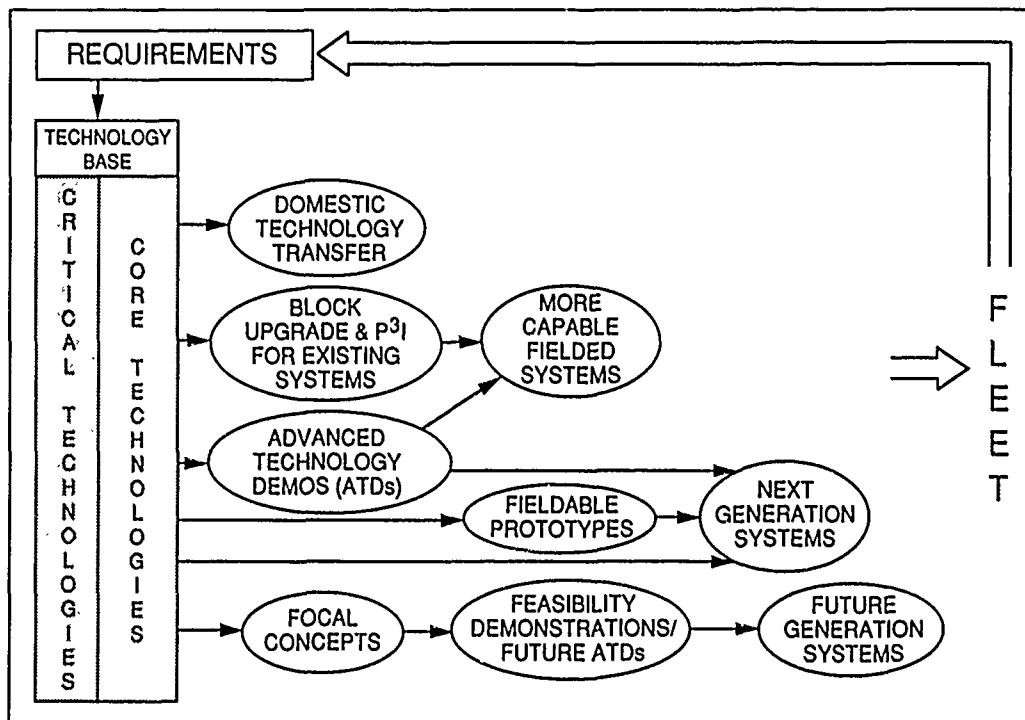 REQUIREMENTS
TECHNOLOGY
BASE
CRITICAL TECHNOLOGIES
CORE TECHNOLOGIES
DOMESTIC
TECHNOLOGY
TRANSFER
BLOCK
UPGRADE & P³I
FOR EXISTING
SYSTEMS
MORE
CAPABLE
FIELDED
SYSTEMS
ADVANCED
TECHNOLOGY
DEMOS (ATDs)
FIELDABLE
PROTOTYPES
NEXT
GENERATION
SYSTEMS
FOCAL
CONCEPTS
FEASIBILITY
DEMONSTRATIONS/
FUTURE ATDs
FUTURE
GENERATION
SYSTEMS
FLEET